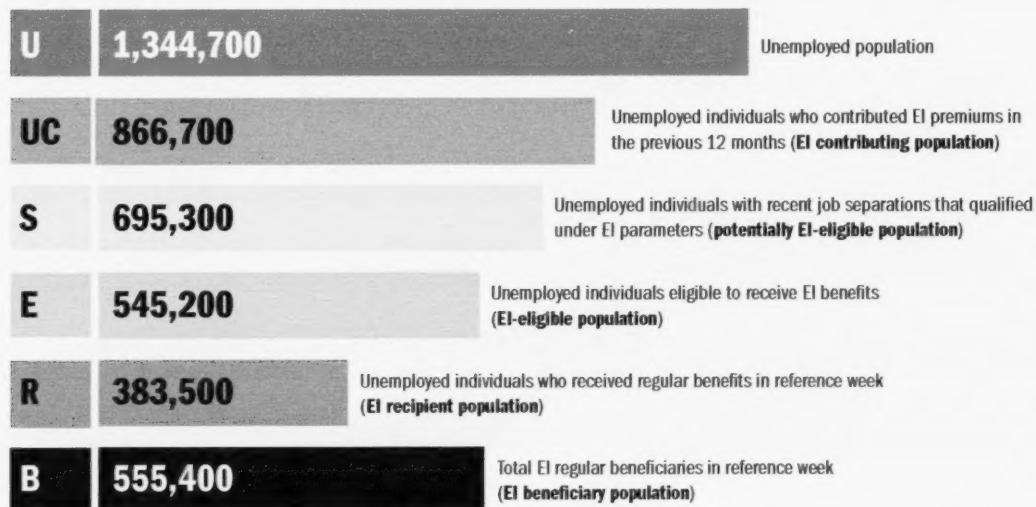 U 1,344,700 Unemployed population
UC 866,700 Unemployed individuals who contributed EI premiums in
the previous 12 months (EI contributing population)
S 695,300 Unemployed individuals with recent job separations that qualified
under EI parameters (potentially EI-eligible population)
E 545,200 Unemployed individuals eligible to receive EI benefits
(EI-eligible population)
R 383,500 Unemployed individuals who received regular benefits in reference week
(EI recipient population)
B 555,400 Total EI regular beneficiaries in reference week
(EI beneficiary population)